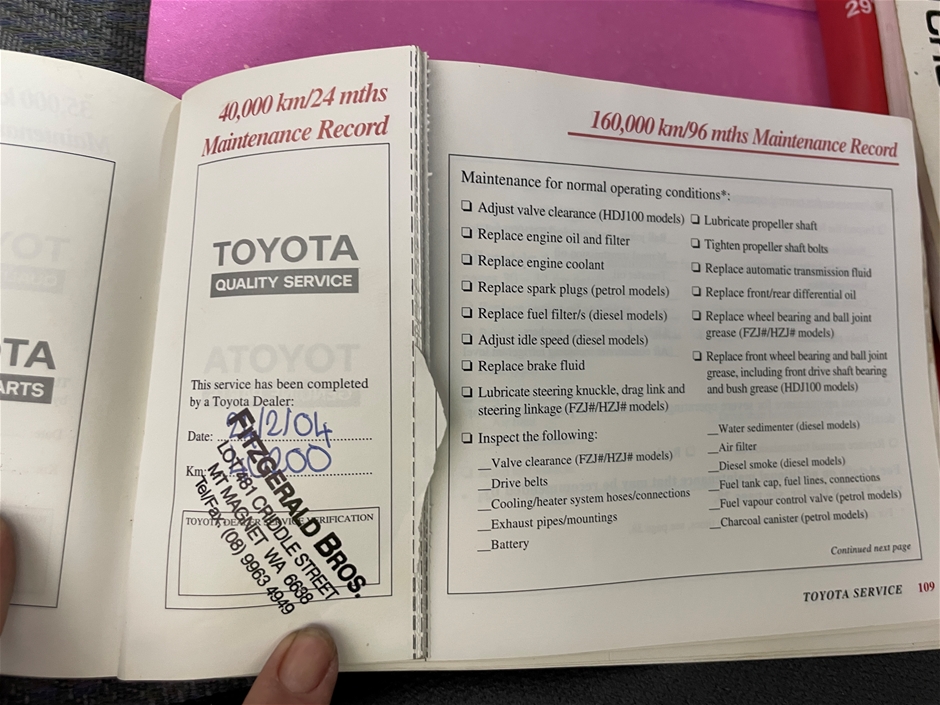 29
40,000 km/24 mths
Maintenance Record
TOYOTA
QUALITY SERVICE
This service has been completed
by a Toyota Dealer:
Date: 2/04
Km: 200
TOYOTA DEALER SERVICE VERIFICATION
FITZGERALD BROS.
LOT/481 CRIDDLE STREET
MT MAGNET WA 6638
Tel/Fax (08) 9963 4949
TA
ARTS
160,000 km/96 mths Maintenance Record
Maintenance for normal operating conditions*:
❏ Adjust valve clearance (HDJ100 models)
❏ Replace engine oil and filter
❏ Replace engine coolant
❏ Replace spark plugs (petrol models)
❏ Replace fuel filter/s (diesel models)
❏ Adjust idle speed (diesel models)
❏ Replace brake fluid
❏ Lubricate steering knuckle, drag link and
steering linkage (FZJ#/HZJ# models)
❏ Inspect the following:
__Valve clearance (FZJ#/HZJ# models)
__Drive belts
__Cooling/heater system hoses/connections
__Exhaust pipes/mountings
__Battery
❏ Lubricate propeller shaft
❏ Tighten propeller shaft bolts
❏ Replace automatic transmission fluid
❏ Replace front/rear differential oil
❏ Replace wheel bearing and ball joint
grease (FZJ#/HZJ# models)
❏ Replace front wheel bearing and ball joint
grease, including front drive shaft bearing
and bush grease (HDJ100 models)
__Water sedimenter (diesel models)
__Air filter
__Diesel smoke (diesel models)
__Fuel tank cap, fuel lines, connections
__Fuel vapour control valve (petrol models)
__Charcoal canister (petrol models)
Continued next page
TOYOTA SERVICE 109